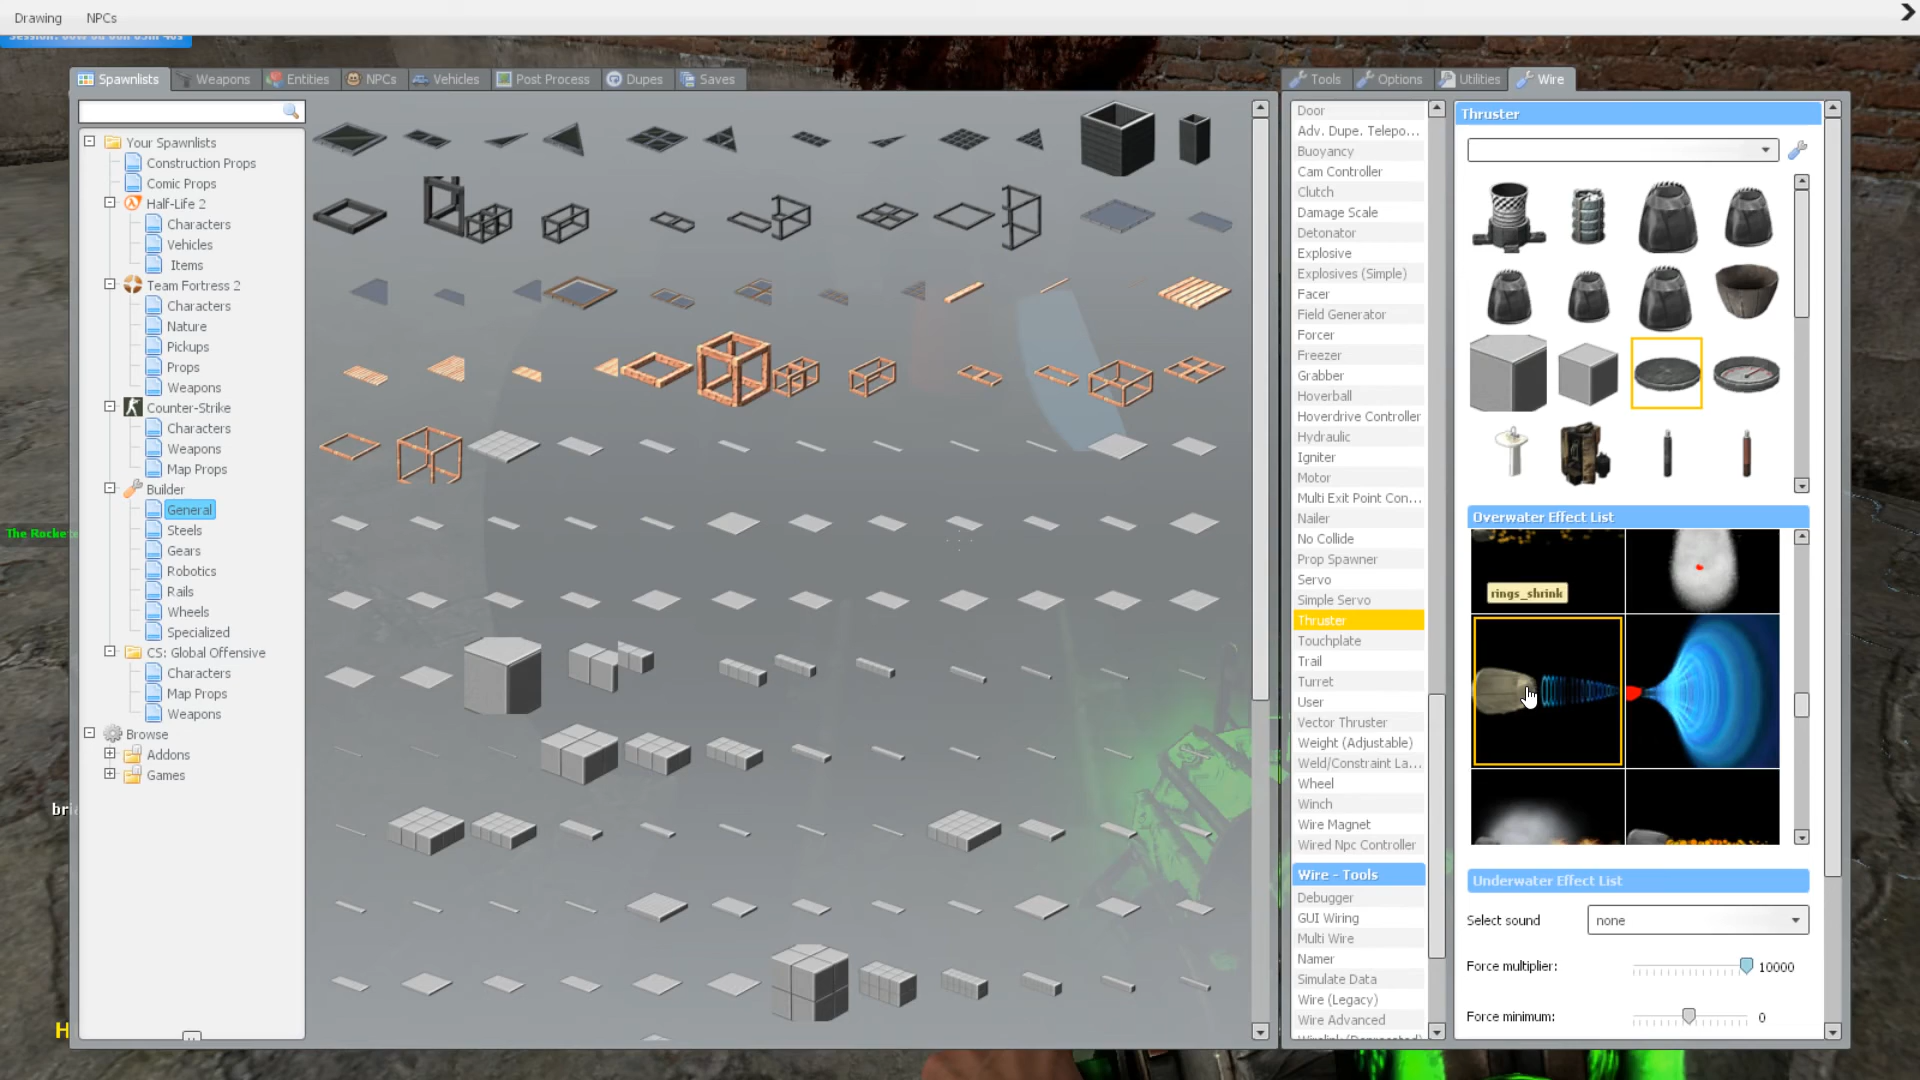 Drawing NPCs
Spawnlists Weapons Entities NPCs Vehicles Post Process Dupes Saves
Your Spawnlists
Construction Props
Comic Props
Half-Life 2
Characters
Vehicles
Items
Team Fortress 2
Characters
Nature
Pickups
Props
Weapons
Counter-Strike
Characters
Weapons
Map Props
Builder
General
Steels
Gears
Robotics
Rails
Wheels
Specialized
CS: Global Offensive
Characters
Map Props
Weapons
Browse
Addons
Games
The Rocke
bri
H
Tools Options Utilities Wire
Door
Adv. Dupe. Telepo...
Buoyancy
Cam Controller
Clutch
Damage Scale
Detonator
Explosive
Explosives (Simple)
Facer
Field Generator
Forcer
Freezer
Grabber
Hoverball
Hoverdrive Controller
Hydraulic
Igniter
Motor
Multi Exit Point Con...
Nailer
No Collide
Prop Spawner
Servo
Simple Servo
Thruster
Touchplate
Trail
Turret
User
Vector Thruster
Weight (Adjustable)
Weld/Constraint La...
Wheel
Winch
Wire Magnet
Wired Npc Controller
Wire - Tools
Debugger
GUI Wiring
Multi Wire
Namer
Simulate Data
Wire (Legacy)
Wire Advanced
Thruster
Overwater Effect List
rings_shrink
Underwater Effect List
Select sound none
Force multiplier: 10000
Force minimum: 0